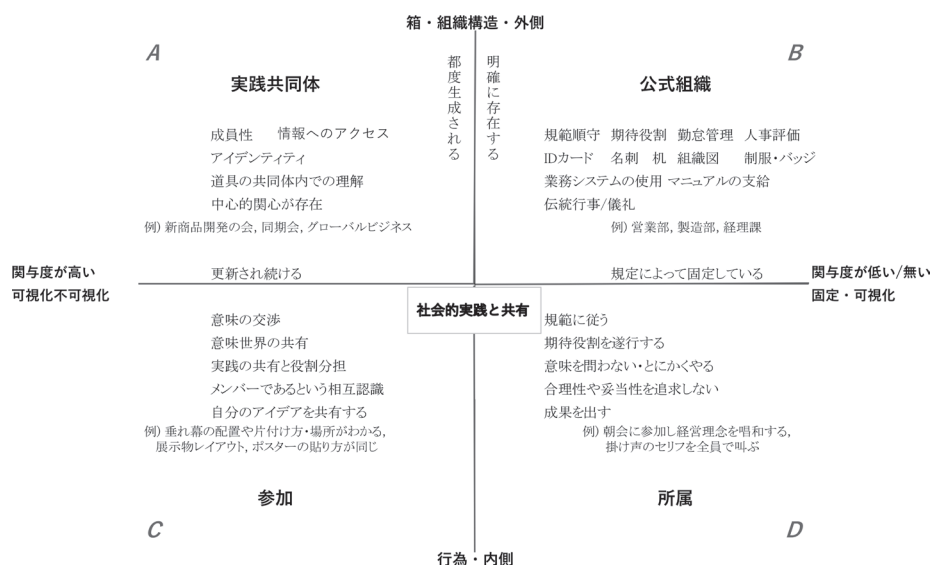 箱・組織構造・外側
A
B
都度生成される
明確に存在する
実践共同体
成員性 情報へのアクセス
アイデンティティ
道具の共同体内での理解
中心的関心が存在
例) 新商品開発の会, 同期会, グローバルビジネス
更新され続ける
公式組織
規範順守 期待役割 勤怠管理 人事評価
IDカード 名刺 机 組織図 制服・バッジ
業務システムの使用 マニュアルの支給
伝統行事/儀礼
例) 営業部, 製造部, 経理課
規定によって固定している
関与度が高い
可視化不可視化
関与度が低い/無い
固定・可視化
社会的実践と共有
意味の交渉
意味世界の共有
実践の共有と役割分担
メンバーであるという相互認識
自分のアイデアを共有する
例) 垂れ幕の配置や片付け方・場所がわかる,
展示物レイアウト, ポスターの貼り方が同じ
参加
C
規範に従う
期待役割を遂行する
意味を問わない・とにかくやる
合理性や妥当性を追求しない
成果を出す
例) 朝会に参加し経営理念を唱和する,
掛け声のセリフを全員で叫ぶ
所属
D
行為・内側